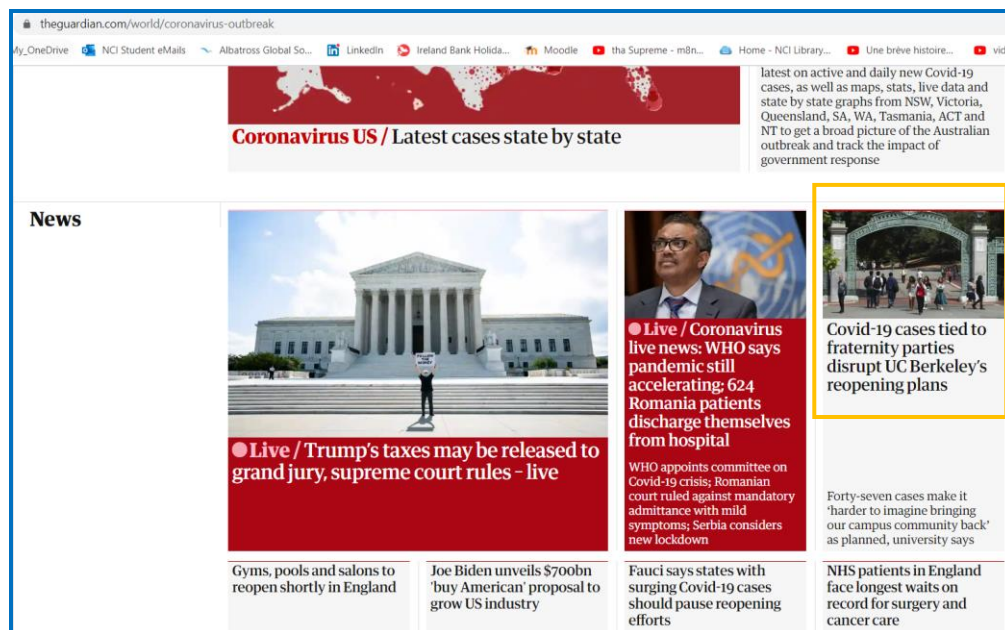 theguardian.com/world/coronavirus-outbreak
My_OneDrive
NCI Student eMails
Albatross Global So...
LinkedIn
Ireland Bank Holida...
Moodle
tha Supreme - m8n...
Home - NCI Library...
Une brève histoire...
vid
Coronavirus US / Latest cases state by state
latest on active and daily new Covid-19
cases, as well as maps, stats, live data and
state by state graphs from NSW, Victoria,
Queensland, SA, WA, Tasmania, ACT and
NT to get a broad picture of the Australian
outbreak and track the impact of
government response
News
Live / Trump's taxes may be released to
grand jury, supreme court rules – live
Live / Coronavirus
live news: WHO says
pandemic still
accelerating; 624
Romania patients
discharge themselves
from hospital
WHO appoints committee on
Covid-19 crisis; Romanian
court ruled against mandatory
admittance with mild
symptoms; Serbia considers
new lockdown
Covid-19 cases tied to
fraternity parties
disrupt UC Berkeley's
reopening plans
Forty-seven cases make it
'harder to imagine bringing
our campus community back'
as planned, university says
Gyms, pools and salons to
reopen shortly in England
Joe Biden unveils $700bn
'buy American' proposal to
grow US industry
Fauci says states with
surging Covid-19 cases
should pause reopening
efforts
NHS patients in England
face longest waits on
record for surgery and
cancer care